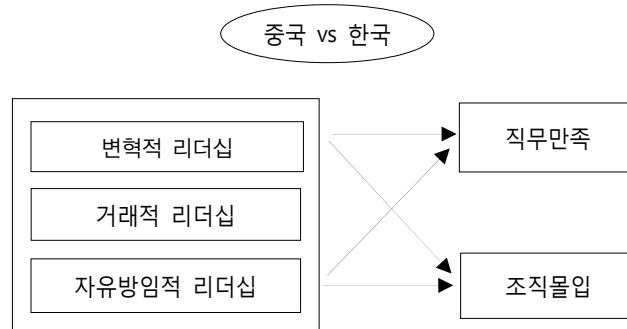 중국 vs 한국
변혁적 리더십
거래적 리더십
자유방임적 리더십
직무만족
조직몰입